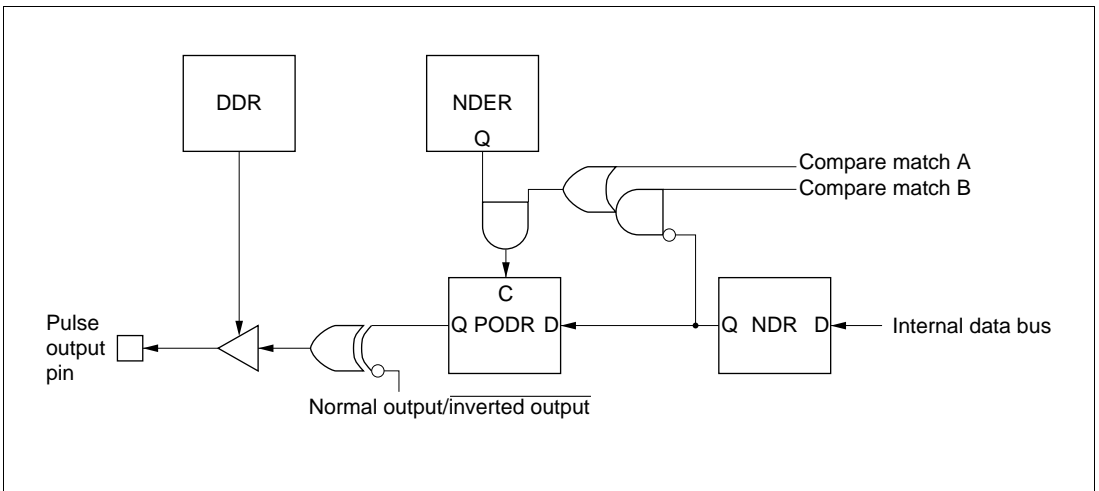 DDR
NDER
Q
Compare match A
Compare match B
C
Q PODR D
Q NDR D
Internal data bus
Pulse
output
pin
Normal output/inverted output